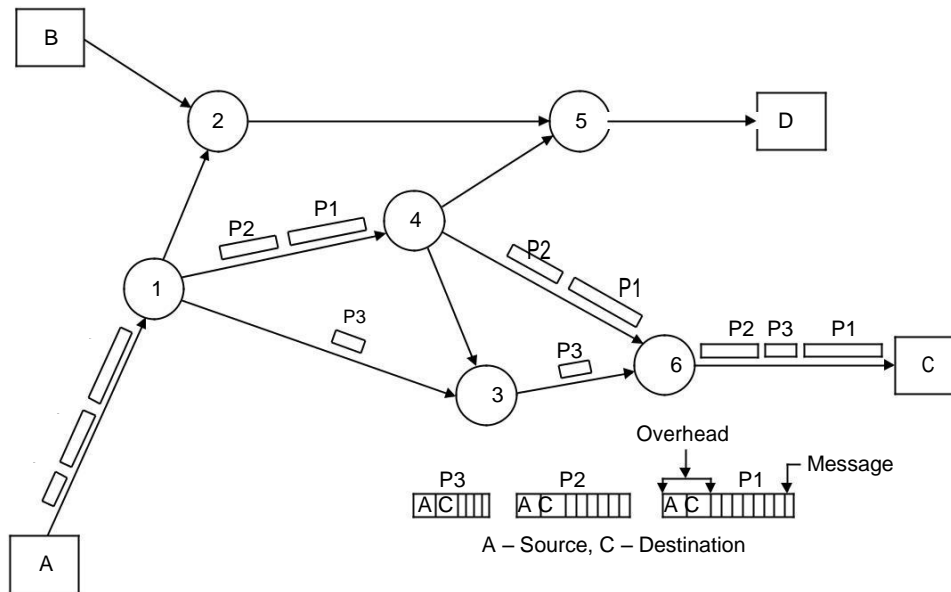 B
2
5
D
P2
P1
4
1
P2
P1
P3
P2
P3
P1
P3
6
C
3
Overhead
Message
P3
P2
P1
A C
A C
A C
A – Source, C – Destination
A